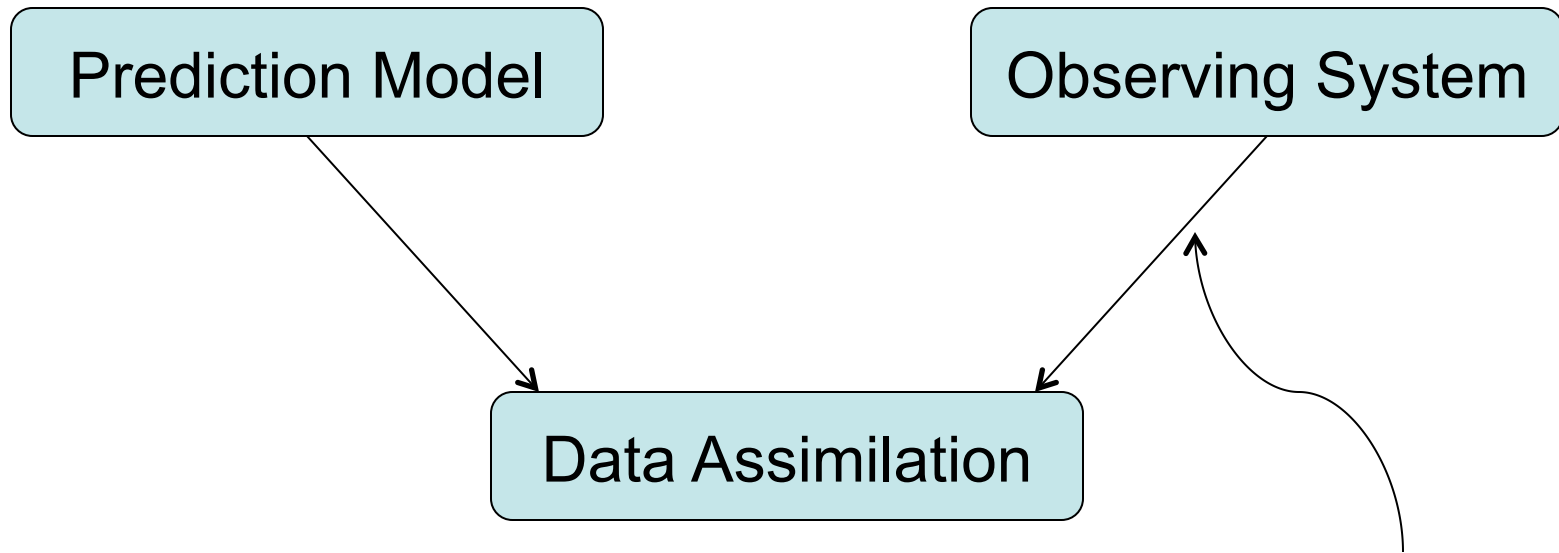 Prediction Model
Observing System
Data Assimilation